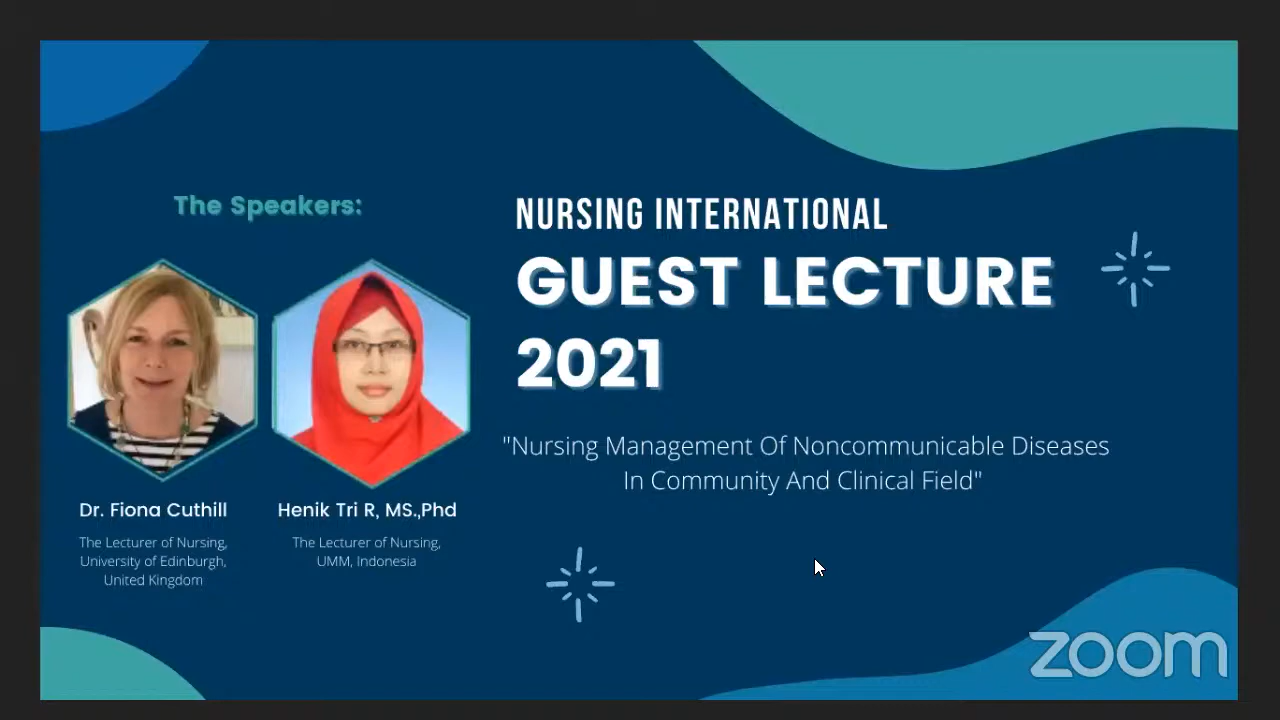 The Speakers:
Dr. Fiona Cuthill
The Lecturer of Nursing,
University of Edinburgh,
United Kingdom
Henik Tri R, MS.,Phd
The Lecturer of Nursing,
UMM, Indonesia
NURSING INTERNATIONAL
GUEST LECTURE
2021
"Nursing Management Of Noncommunicable Diseases
In Community And Clinical Field"
zoom